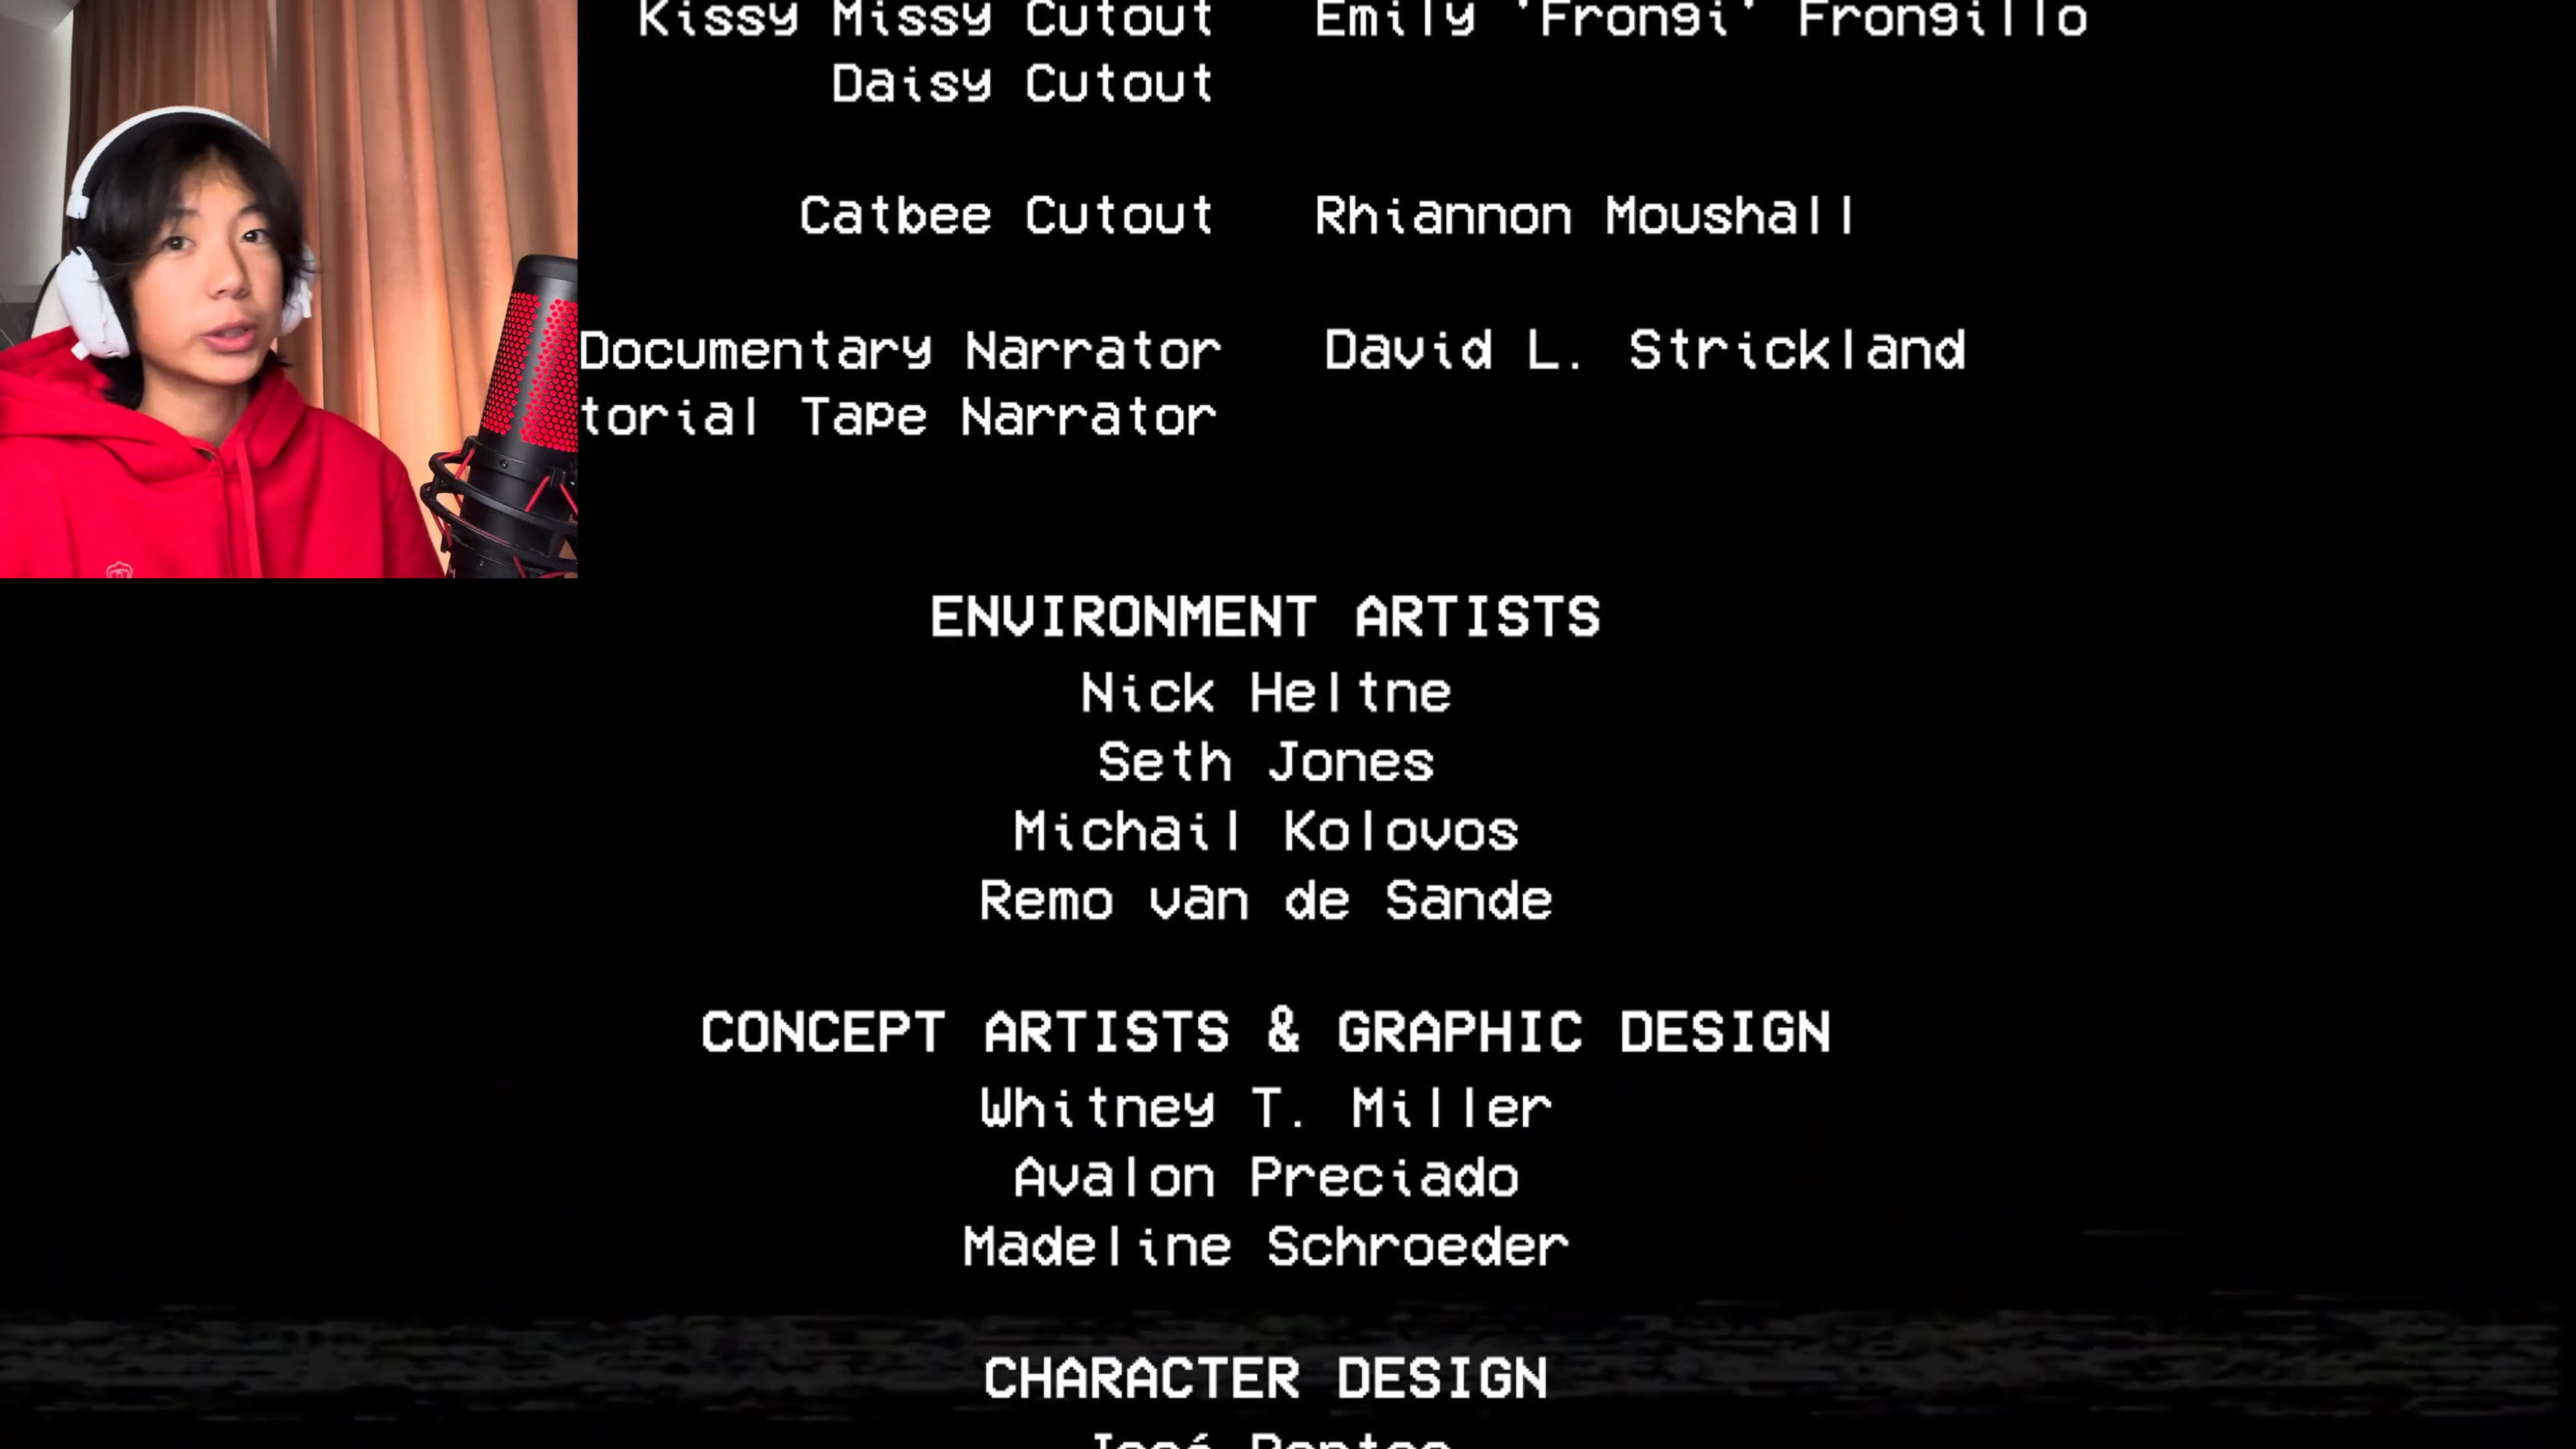 Kissy Missy Cutout Emily 'Frongi' Frongillo
Daisy Cutout
Catbee Cutout Rhiannon Moushall
Documentary Narrator David L. Strickland
torial Tape Narrator
ENVIRONMENT ARTISTS
Nick Heltne
Seth Jones
Michail Kolovos
Remo van de Sande
CONCEPT ARTISTS & GRAPHIC DESIGN
Whitney T. Miller
Avalon Preciado
Madeline Schroeder
CHARACTER DESIGN